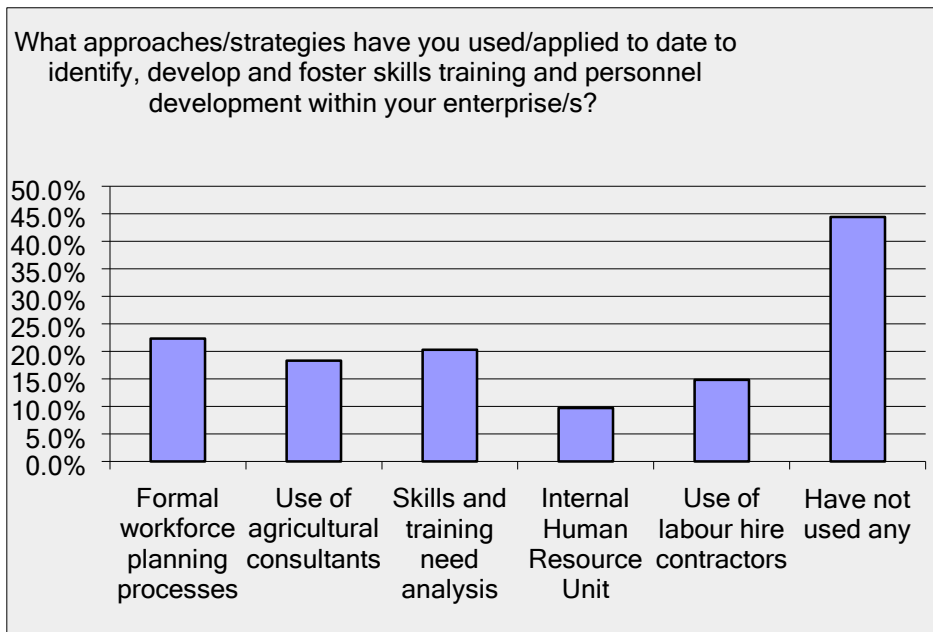 What approaches/strategies have you used/applied to date to
identify, develop and foster skills training and personnel
development within your enterprise/s?
50.0%
45.0%
40.0%
35.0%
30.0%
25.0%
20.0%
15.0%
10.0%
5.0%
0.0%
Formal
workforce
planning
processes
Use of
agricultural
consultants
Skills and
training
need
analysis
Internal
Human
Resource
Unit
Use of
labour hire
contractors
Have not
used any